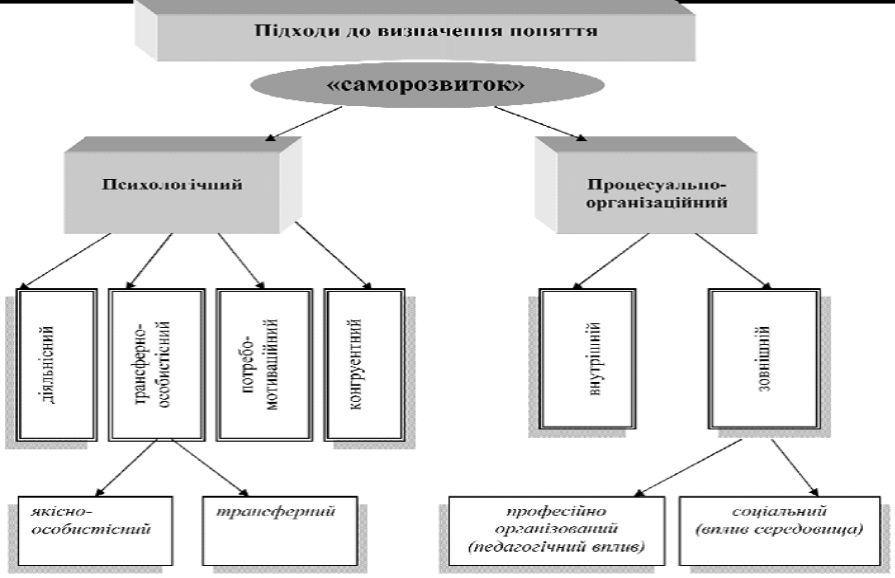 Підходи до визначення поняття
«саморозвиток»
Психологічний
Процесуально-
організаційний
діяльнісний
трансферно-
особистісний
потребо-
мотиваційний
конгруентний
внутрішній
зовнішній
якісно-
особистісний
трансферний
професійно
організований
(педагогічний вплив)
соціальний
(вплив середовища)